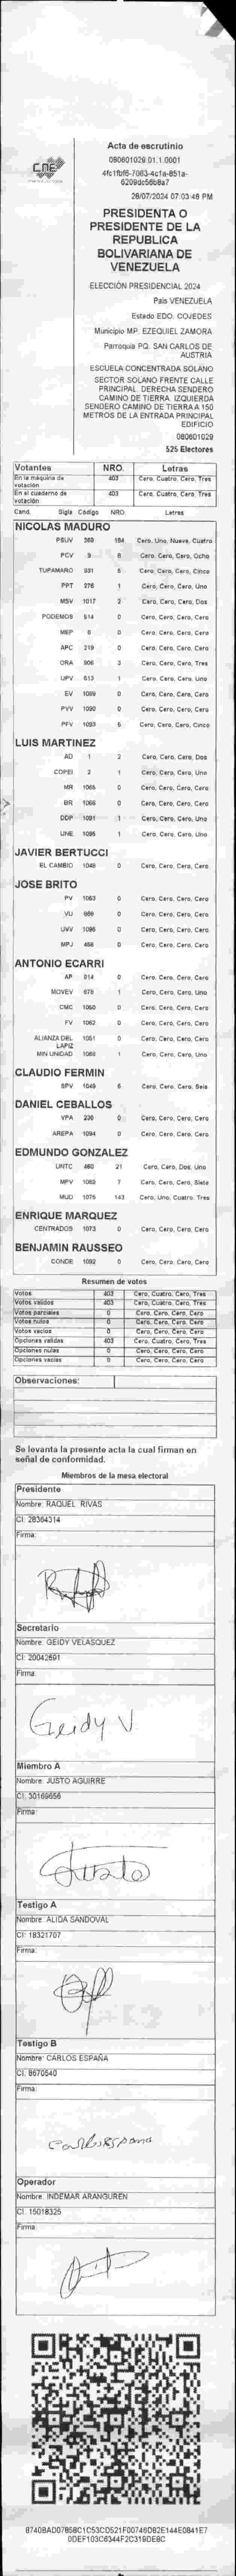 CNE
Acta de escrutinio
080601029.01.1.0001
4fc1fbf6-7083-4c1a-851a-
6209dc56b8a7
28/07/2024 07:03:46 PM
PRESIDENTA O
PRESIDENTE DE LA
REPUBLICA
BOLIVARIANA DE
VENEZUELA
ELECCIÓN PRESIDENCIAL 2024
País VENEZUELA
Estado EDO. COJEDES
Municipio MP. EZEQUIEL ZAMORA
Parroquia PQ. SAN CARLOS DE
AUSTRIA
ESCUELA CONCENTRADA SOLANO
SECTOR SOLANO FRENTE CALLE
PRINCIPAL. DERECHA SENDERO
CAMINO DE TIERRA. IZQUIERDA
SENDERO CAMINO DE TIERRA A 150
METROS DE LA ENTRADA PRINCIPAL
EDIFICIO
080601029
525 Electores
Votantes NRO. Letras
En la máquina de votación 403 Cero, Cuatro, Cero, Tres
En el cuaderno de votación 403 Cero, Cuatro, Cero, Tres
Cand. Sigla Código NRO. Letras
NICOLAS MADURO
PSUV 369 194 Cero, Uno, Nueve, Cuatro
PCV 9 8 Cero, Cero, Cero, Ocho
TUPAMARO 931 5 Cero, Cero, Cero, Cinco
PPT 276 1 Cero, Cero, Cero, Uno
MSV 1017 2 Cero, Cero, Cero, Dos
PODEMOS 514 0 Cero, Cero, Cero, Cero
MEP 6 0 Cero, Cero, Cero, Cero
APC 219 0 Cero, Cero, Cero, Cero
ORA 906 3 Cero, Cero, Cero, Tres
UPV 613 1 Cero, Cero, Cero, Uno
EV 1089 0 Cero, Cero, Cero, Cero
PVV 1090 0 Cero, Cero, Cero, Cero
PFV 1093 5 Cero, Cero, Cero, Cinco
LUIS MARTINEZ
AD 1 2 Cero, Cero, Cero, Dos
COPEI 2 1 Cero, Cero, Cero, Uno
MR 1065 0 Cero, Cero, Cero, Cero
BR 1066 0 Cero, Cero, Cero, Cero
DDP 1091 1 Cero, Cero, Cero, Uno
UNE 1095 1 Cero, Cero, Cero, Uno
JAVIER BERTUCCI
EL CAMBIO 1048 0 Cero, Cero, Cero, Cero
JOSE BRITO
PV 1063 0 Cero, Cero, Cero, Cero
VU 0 Cero, Cero, Cero, Cero
UVV 1096 0 Cero, Cero, Cero, Cero
MPJ 458 0 Cero, Cero, Cero, Cero
ANTONIO ECARRI
AP 914 0 Cero, Cero, Cero, Cero
MOVEV 670 1 Cero, Cero, Cero, Uno
CMC 1060 0 Cero, Cero, Cero, Cero
FV 1062 0 Cero, Cero, Cero, Cero
ALIANZA DEL LAPIZ 1051 0 Cero, Cero, Cero, Cero
MIN UNIDAD 1088 1 Cero, Cero, Cero, Uno
CLAUDIO FERMIN
SPV 1049 6 Cero, Cero, Cero, Seis
DANIEL CEBALLOS
VPA 230 0 Cero, Cero, Cero, Cero
AREPA 1094 0 Cero, Cero, Cero, Cero
EDMUNDO GONZALEZ
UNTC 460 21 Cero, Cero, Dos, Uno
MPV 1082 7 Cero, Cero, Cero, Siete
MUD 1076 143 Cero, Uno, Cuatro, Tres
ENRIQUE MARQUEZ
CENTRADOS 1073 0 Cero, Cero, Cero, Cero
BENJAMIN RAUSSEO
CONDE 1092 0 Cero, Cero, Cero, Cero
Resumen de votos
Votos 403 Cero, Cuatro, Cero, Tres
Votos válidos 403 Cero, Cuatro, Cero, Tres
Votos parciales 0 Cero, Cero, Cero, Cero
Votos nulos 0 Cero, Cero, Cero, Cero
Votos vacíos 0 Cero, Cero, Cero, Cero
Opciones válidas 403 Cero, Cuatro, Cero, Tres
Opciones nulas 0 Cero, Cero, Cero, Cero
Opciones vacías 0 Cero, Cero, Cero, Cero
Observaciones:
Se levanta la presente acta la cual firman en
señal de conformidad.
Miembros de la mesa electoral
Presidente
Nombre: RAQUEL RIVAS
CI: 28364314
Firma:
Secretario
Nombre: GEIDY VELASQUEZ
CI: 20042691
Firma:
Geidy V.
Miembro A
Nombre: JUSTO AGUIRRE
CI: 30169656
Firma:
Justo
Testigo A
Nombre: ALIDA SANDOVAL
CI: 18321707
Firma:
Testigo B
Nombre: CARLOS ESPAÑA
CI: 8670540
Firma:
Carlos España
Operador
Nombre: INDEMAR ARANGUREN
CI: 15018325
Firma:
8740BAD07858C1C53CD521F00746D82E144E0841E7
0DEF103C6344F2C319DE8C